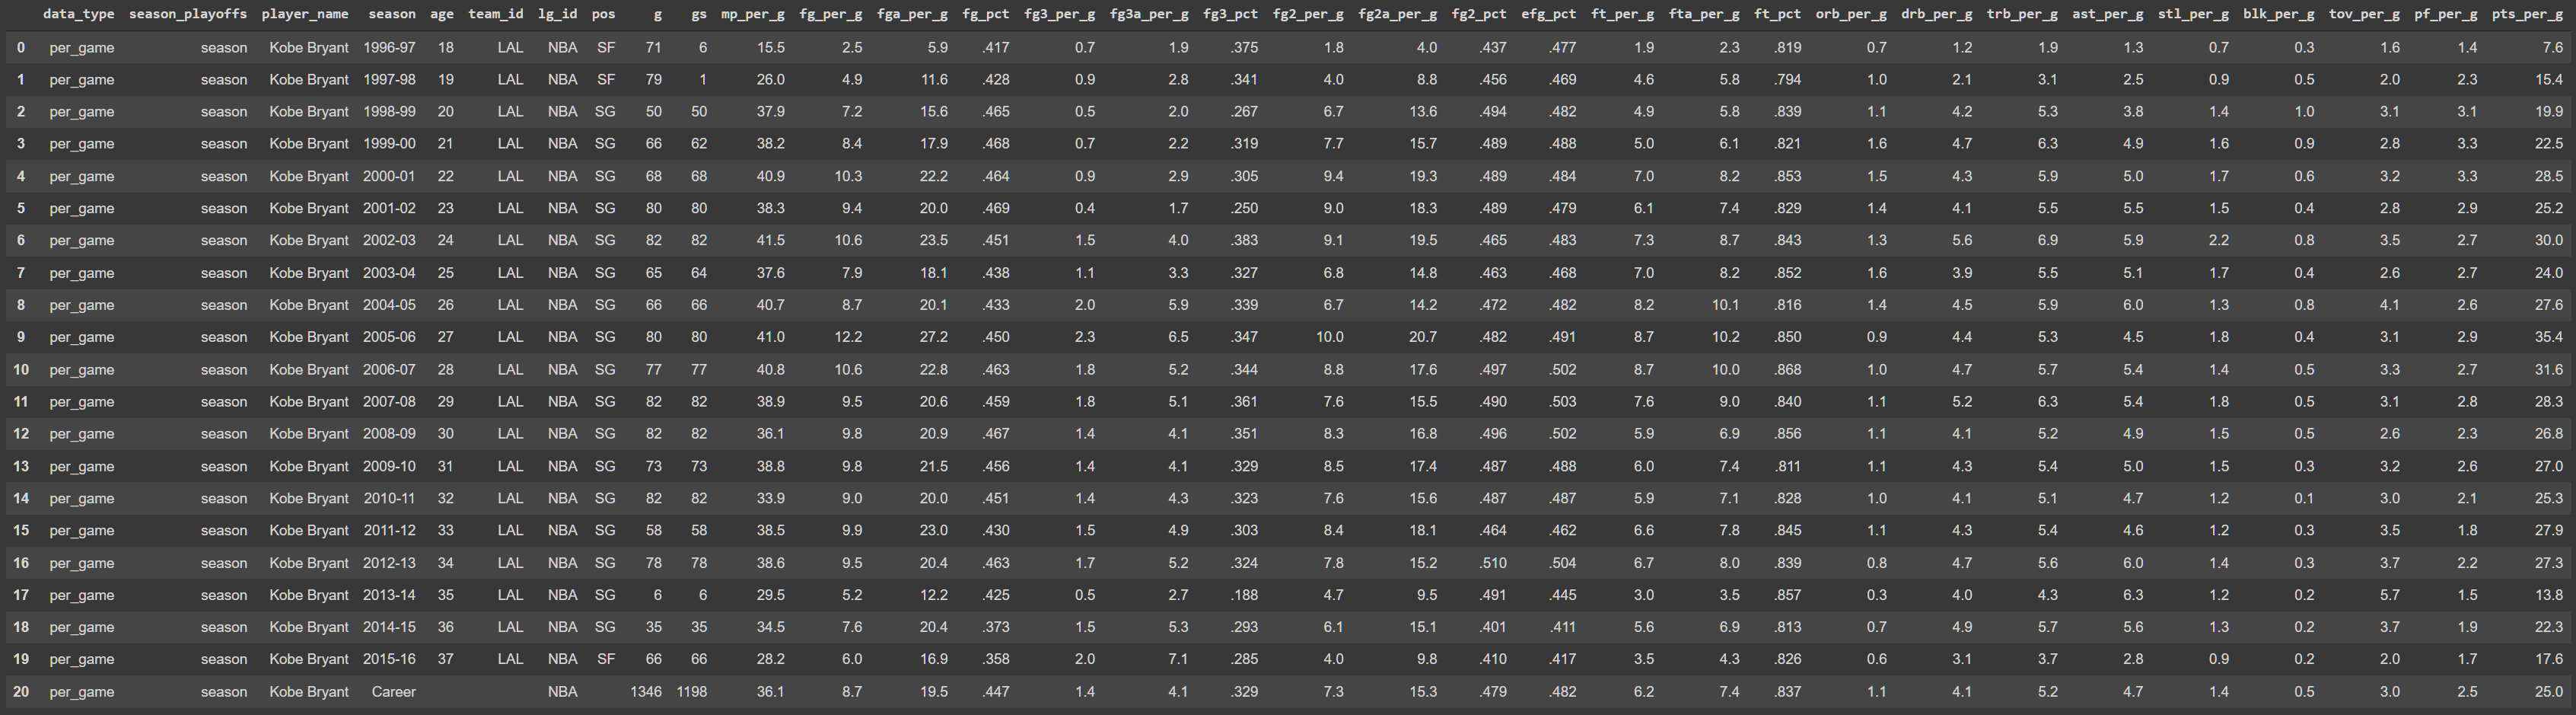 data_type season_playoffs player_name season age team_id lg_id pos g gs mp_per_g fg_per_g fga_per_g fg_pct fg3_per_g fg3a_per_g fg3_pct fg2_per_g fg2a_per_g fg2_pct efg_pct ft_per_g fta_per_g ft_pct orb_per_g drb_per_g trb_per_g ast_per_g stl_per_g blk_per_g tov_per_g pf_per_g pts_per_g
0 per_game season Kobe Bryant 1996-97 18 LAL NBA SF 71 6 15.5 2.5 5.9 .417 0.7 1.9 .375 1.8 4.0 .437 .477 1.9 2.3 .819 0.7 1.2 1.9 1.3 0.7 0.3 1.6 1.4 7.6
1 per_game season Kobe Bryant 1997-98 19 LAL NBA SF 79 1 26.0 4.9 11.6 .428 0.9 2.8 .341 4.0 8.8 .456 .469 4.6 5.8 .794 1.0 2.1 3.1 2.5 0.9 0.5 2.0 2.3 15.4
2 per_game season Kobe Bryant 1998-99 20 LAL NBA SG 50 50 37.9 7.2 15.6 .465 0.5 2.0 .267 6.7 13.6 .494 .482 4.9 5.8 .839 1.1 4.2 5.3 3.8 1.4 1.0 3.1 3.1 19.9
3 per_game season Kobe Bryant 1999-00 21 LAL NBA SG 66 62 38.2 8.4 17.9 .468 0.7 2.2 .319 7.7 15.7 .489 .488 5.0 6.1 .821 1.6 4.7 6.3 4.9 1.6 0.9 2.8 3.3 22.5
4 per_game season Kobe Bryant 2000-01 22 LAL NBA SG 68 68 40.9 10.3 22.2 .464 0.9 2.9 .305 9.4 19.3 .489 .484 7.0 8.2 .853 1.5 4.3 5.9 5.0 1.7 0.6 3.2 3.3 28.5
5 per_game season Kobe Bryant 2001-02 23 LAL NBA SG 80 80 38.3 9.4 20.0 .469 0.4 1.7 .250 9.0 18.3 .489 .479 6.1 7.4 .829 1.4 4.1 5.5 5.5 1.5 0.4 2.8 2.9 25.2
6 per_game season Kobe Bryant 2002-03 24 LAL NBA SG 82 82 41.5 10.6 23.5 .451 1.5 4.0 .383 9.1 19.5 .465 .483 7.3 8.7 .843 1.3 5.6 6.9 5.9 2.2 0.8 3.5 2.7 30.0
7 per_game season Kobe Bryant 2003-04 25 LAL NBA SG 65 64 37.6 7.9 18.1 .438 1.1 3.3 .327 6.8 14.8 .463 .468 7.0 8.2 .852 1.6 3.9 5.5 5.1 1.7 0.4 2.6 2.7 24.0
8 per_game season Kobe Bryant 2004-05 26 LAL NBA SG 66 66 40.7 8.7 20.1 .433 2.0 5.9 .339 6.7 14.2 .472 .482 8.2 10.1 .816 1.4 4.5 5.9 6.0 1.3 0.8 4.1 2.6 27.6
9 per_game season Kobe Bryant 2005-06 27 LAL NBA SG 80 80 41.0 12.2 27.2 .450 2.3 6.5 .347 10.0 20.7 .482 .491 8.7 10.2 .850 0.9 4.4 5.3 4.5 1.8 0.4 3.1 2.9 35.4
10 per_game season Kobe Bryant 2006-07 28 LAL NBA SG 77 77 40.8 10.6 22.8 .463 1.8 5.2 .344 8.8 17.6 .497 .502 8.7 10.0 .868 1.0 4.7 5.7 5.4 1.4 0.5 3.3 2.7 31.6
11 per_game season Kobe Bryant 2007-08 29 LAL NBA SG 82 82 38.9 9.5 20.6 .459 1.8 5.1 .361 7.6 15.5 .490 .503 7.6 9.0 .840 1.1 5.2 6.3 5.4 1.8 0.5 3.1 2.8 28.3
12 per_game season Kobe Bryant 2008-09 30 LAL NBA SG 82 82 36.1 9.8 20.9 .467 1.4 4.1 .351 8.3 16.8 .496 .502 5.9 6.9 .856 1.1 4.1 5.2 4.9 1.5 0.5 2.6 2.3 26.8
13 per_game season Kobe Bryant 2009-10 31 LAL NBA SG 73 73 38.8 9.8 21.5 .456 1.4 4.1 .329 8.5 17.4 .487 .488 6.0 7.4 .811 1.1 4.3 5.4 5.0 1.5 0.3 3.2 2.6 27.0
14 per_game season Kobe Bryant 2010-11 32 LAL NBA SG 82 82 33.9 9.0 20.0 .451 1.4 4.3 .323 7.6 15.6 .487 .487 5.9 7.1 .828 1.0 4.1 5.1 4.7 1.2 0.1 3.0 2.1 25.3
15 per_game season Kobe Bryant 2011-12 33 LAL NBA SG 58 58 38.5 9.9 23.0 .430 1.5 4.9 .303 8.4 18.1 .464 .462 6.6 7.8 .845 1.1 4.3 5.4 4.6 1.2 0.3 3.5 1.8 27.9
16 per_game season Kobe Bryant 2012-13 34 LAL NBA SG 78 78 38.6 9.5 20.4 .463 1.7 5.2 .324 7.8 15.2 .510 .504 6.7 8.0 .839 0.8 4.7 5.6 6.0 1.4 0.3 3.7 2.2 27.3
17 per_game season Kobe Bryant 2013-14 35 LAL NBA SG 6 6 29.5 5.2 12.2 .425 0.5 2.7 .188 4.7 9.5 .491 .445 3.0 3.5 .857 0.3 4.0 4.3 6.3 1.2 0.2 5.7 1.5 13.8
18 per_game season Kobe Bryant 2014-15 36 LAL NBA SG 35 35 34.5 7.6 20.4 .373 1.5 5.3 .293 6.1 15.1 .401 .411 5.6 6.9 .813 0.7 4.9 5.7 5.6 1.3 0.2 3.7 1.9 22.3
19 per_game season Kobe Bryant 2015-16 37 LAL NBA SF 66 66 28.2 6.0 16.9 .358 2.0 7.1 .285 4.0 9.8 .410 .417 3.5 4.3 .826 0.6 3.1 3.7 2.8 0.9 0.2 2.0 1.7 17.6
20 per_game season Kobe Bryant Career NBA 1346 1198 36.1 8.7 19.5 .447 1.4 4.1 .329 7.3 15.3 .479 .482 6.2 7.4 .837 1.1 4.1 5.2 4.7 1.4 0.5 3.0 2.5 25.0